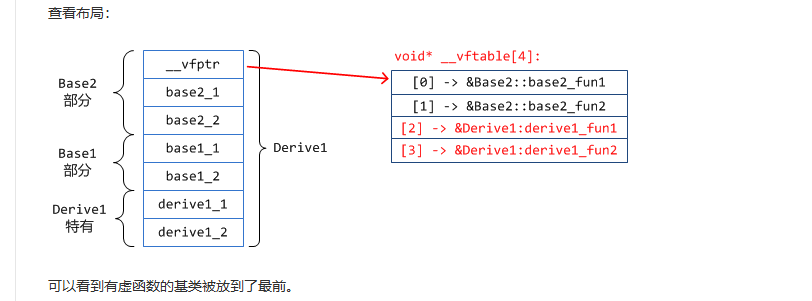 查看布局：
void* __vftable[4]:
__vfptr
[0] -> &Base2::base2_fun1
Base2
部分
base2_1
[1] -> &Base2::base2_fun2
base2_2
[2] -> &Derive1:derive1_fun1
Base1
部分
base1_1
Derive1
[3] -> &Derive1:derive1_fun2
base1_2
Derive1
特有
derive1_1
derive1_2
可以看到有虚函数的基类被放到了最前。